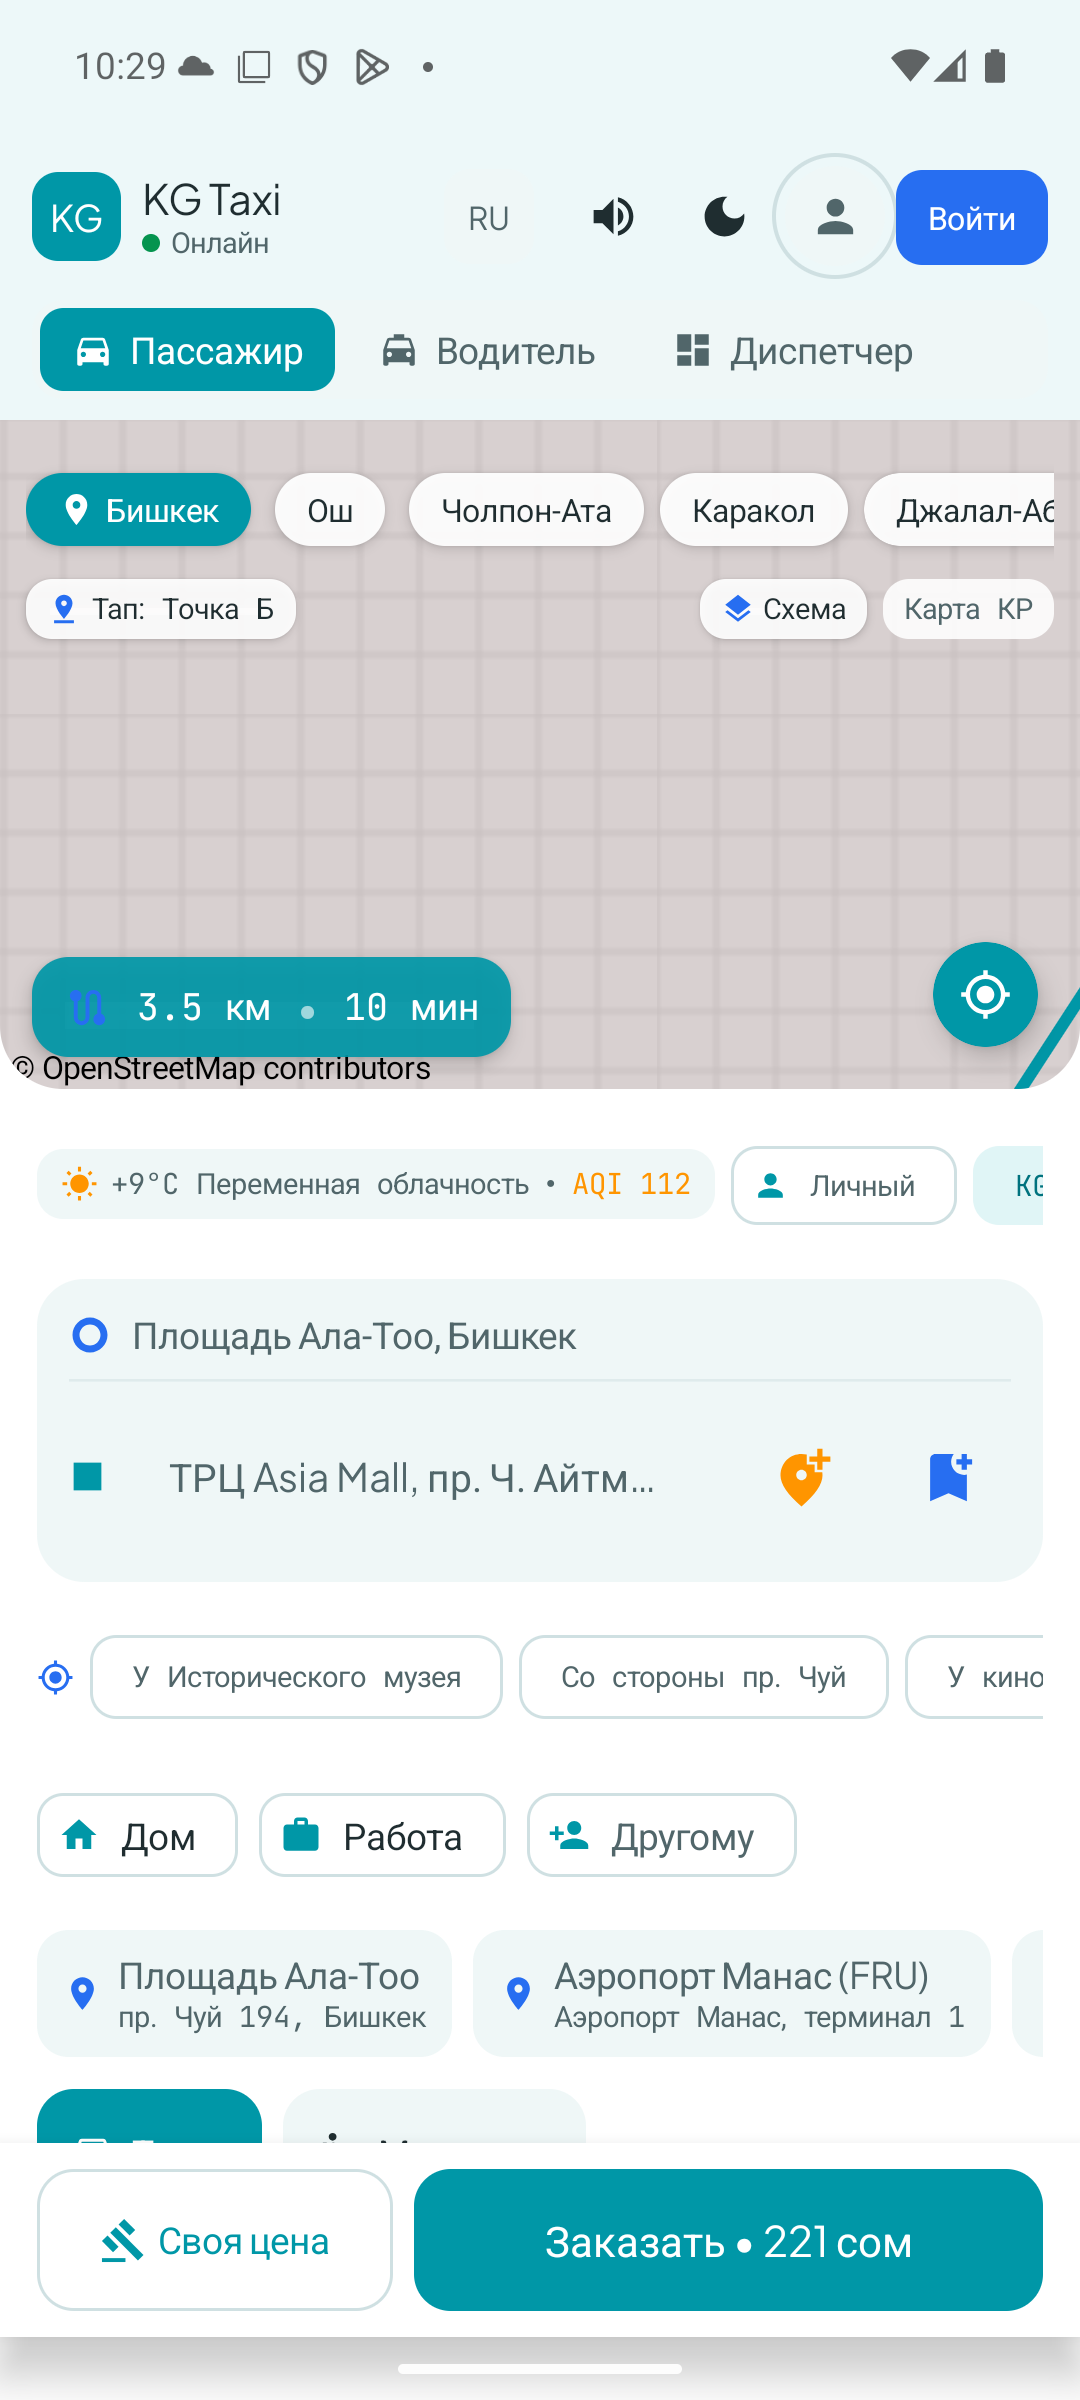 10:29
KG
KG Taxi
Онлайн
RU
Войти
Пассажир
Водитель
Диспетчер
Бишкек
Ош
Чолпон-Ата
Каракол
Джалал-Аб
Тап: Точка Б
Схема
Карта КР
3.5 км • 10 мин
© OpenStreetMap contributors
+9°C Переменная облачность • AQI 112
Личный
KG
Площадь Ала-Тоо, Бишкек
ТРЦ Asia Mall, пр. Ч. Айтм...
У Исторического музея
Со стороны пр. Чуй
У кино
Дом
Работа
Другому
Площадь Ала-Тоо
пр. Чуй 194, Бишкек
Аэропорт Манас (FRU)
Аэропорт Манас, терминал 1
Своя цена
Заказать • 221 сом